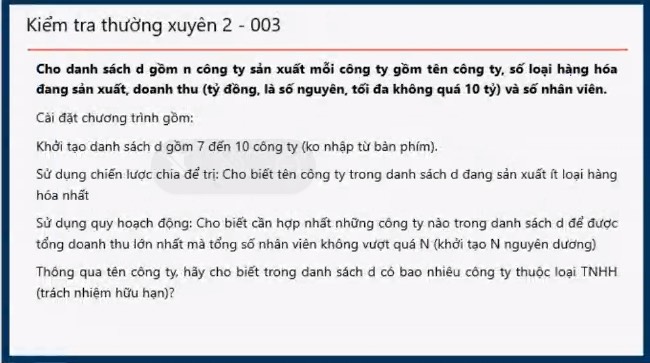 Kiểm tra thường xuyên 2 - 003
Cho danh sách d gồm n công ty sản xuất mỗi công ty gồm tên công ty, số loại hàng hóa
đang sản xuất, doanh thu (tỷ đồng, là số nguyên, tối đa không quá 10 tỷ) và số nhân viên.
Cài đặt chương trình gồm:
Khởi tạo danh sách d gồm 7 đến 10 công ty (ko nhập từ bàn phím).
Sử dụng chiến lược chia để trị: Cho biết tên công ty trong danh sách d đang sản xuất ít loại hàng
hóa nhất
Sử dụng quy hoạch động: Cho biết cần hợp nhất những công ty nào trong danh sách d để được
tổng doanh thu lớn nhất mà tổng số nhân viên không vượt quá N (khởi tạo N nguyên dương)
Thông qua tên công ty, hãy cho biết trong danh sách d có bao nhiêu công ty thuộc loại TNHH
(trách nhiệm hữu hạn)?